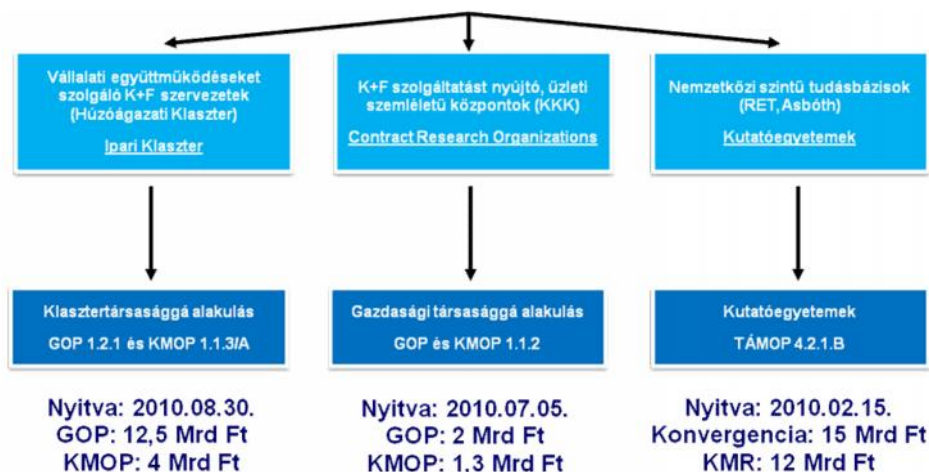 Vállalati együttműködéseket
szolgáló K+F szervezetek
(Húzóágazati Klaszter)
Ipari Klaszter
K+F szolgáltatást nyújtó, üzleti
szemléletű központok (KKK)
Contract Research Organizations
Nemzetközi szintű tudásbázisok
(RET, Asbóth)
Kutatóegyetemek
Klasztertársasággá alakulás
GOP 1.2.1 és KMOP 1.1.3/A
Gazdasági társasággá alakulás
GOP és KMOP 1.1.2
Kutatóegyetemek
TÁMOP 4.2.1.B
Nyitva: 2010.08.30.
GOP: 12,5 Mrd Ft
KMOP: 4 Mrd Ft
Nyitva: 2010.07.05.
GOP: 2 Mrd Ft
KMOP: 1,3 Mrd Ft
Nyitva: 2010.02.15.
Konvergencia: 15 Mrd Ft
KMR: 12 Mrd Ft